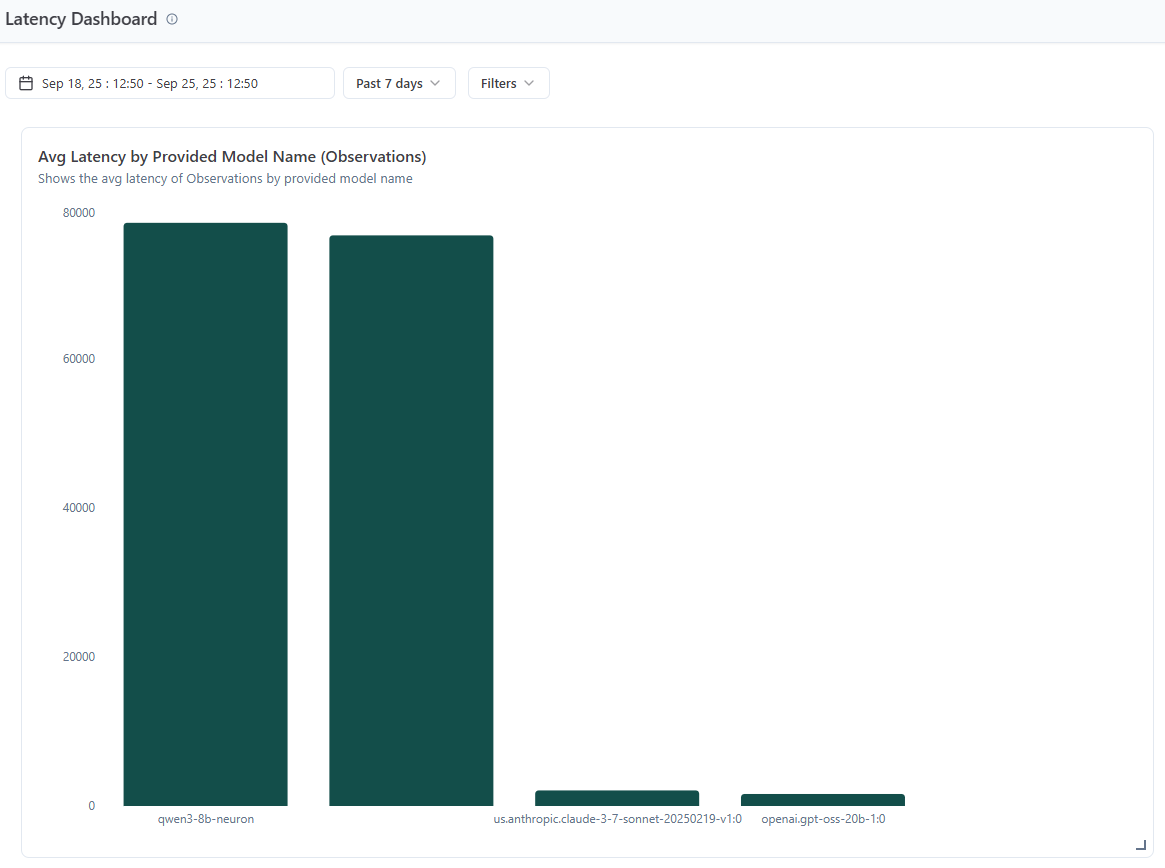 Latency Dashboard
Sep 18, 25 : 12:50 - Sep 25, 25 : 12:50
Past 7 days
Filters
Avg Latency by Provided Model Name (Observations)
Shows the avg latency of Observations by provided model name
80000
60000
40000
20000
0
qwen3-8b-neuron
us.anthropic.claude-3-7-sonnet-20250219-v1:0
openai.gpt-oss-20b-1:0